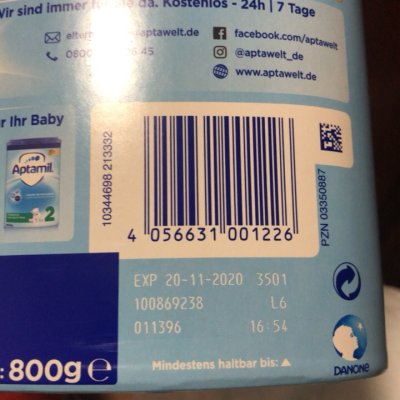 Wir sind immer für Sie da. Kostenlos - 24h | 7 Tage
facebook.com/aptawelt
@aptawelt_de
www.aptawelt.de
Ihr Baby
Aptamil
2
10344698 213332
4 056631 001226
PZN 03350887
EXP 20-11-2020 3501
100869238 L6
011396 16:54
800g e
Mindestens haltbar bis:
DANONE